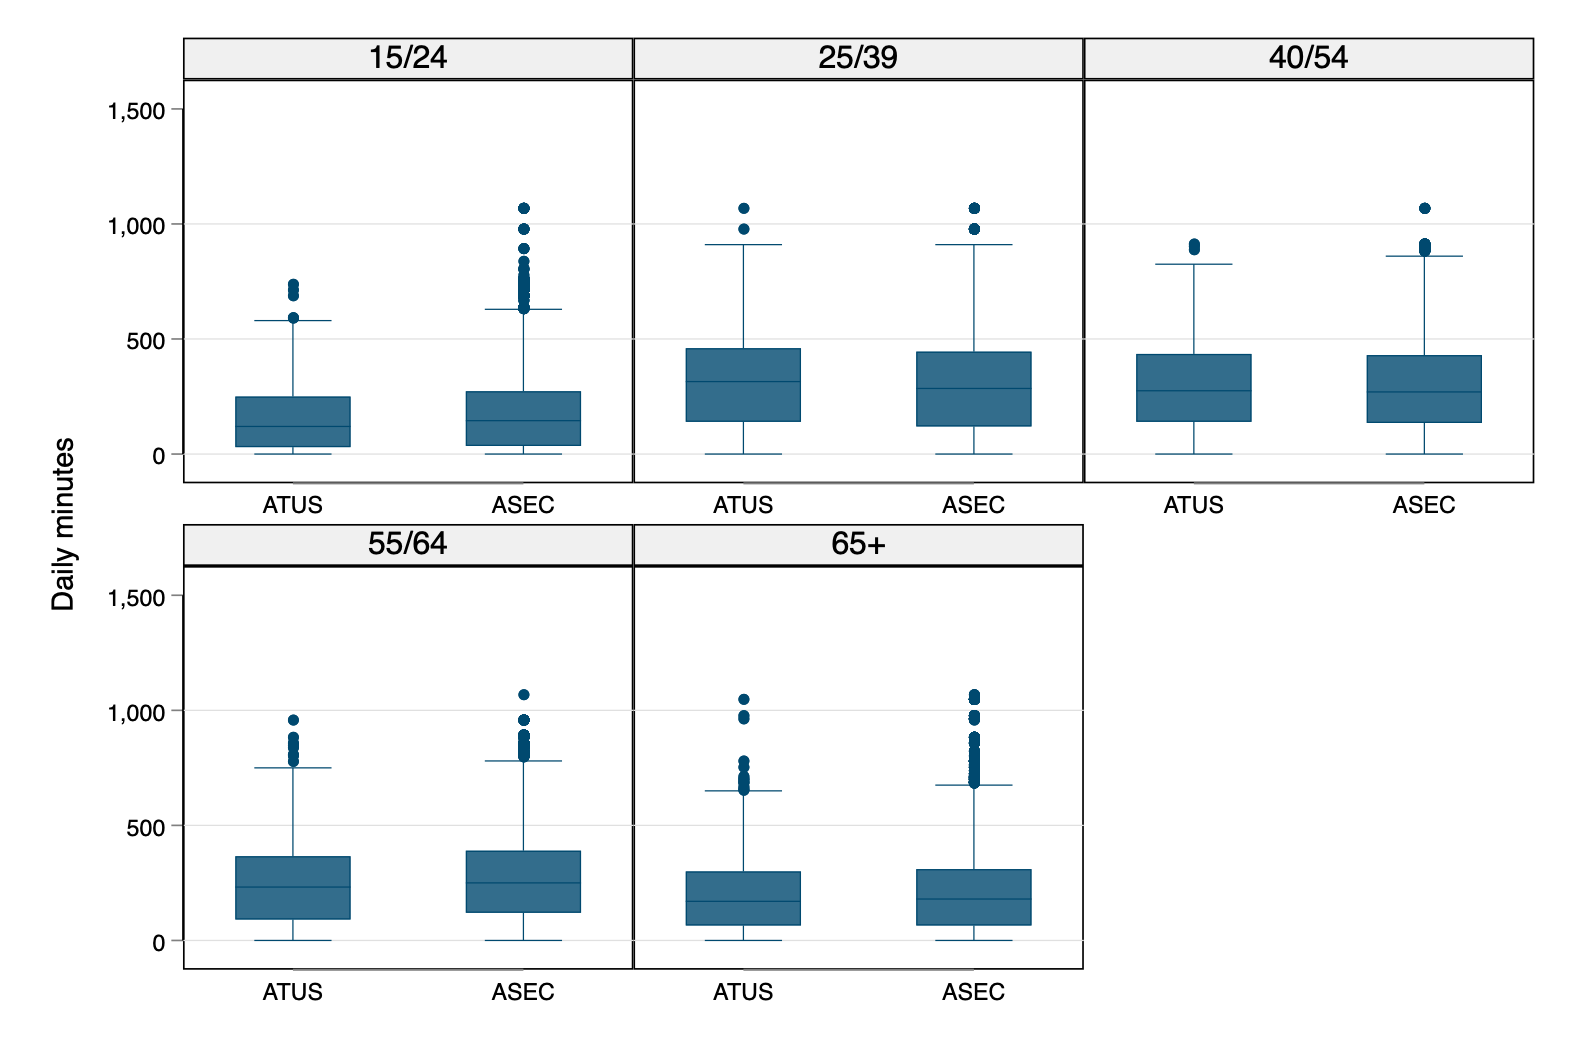 Daily minutes
15/24
25/39
40/54
1,500
1,000
500
0
ATUS
ASEC
ATUS
ASEC
ATUS
ASEC
55/64
65+
1,500
1,000
500
0
ATUS
ASEC
ATUS
ASEC